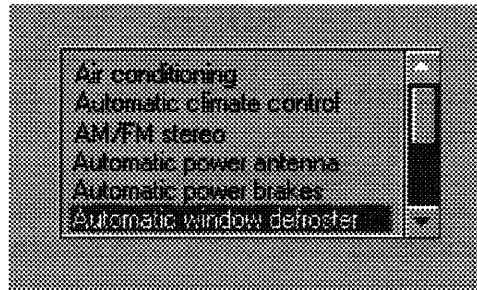 Air conditioning
Automatic climate control
AM/FM stereo
Automatic power antenna
Automatic power brakes
Automatic window defroster